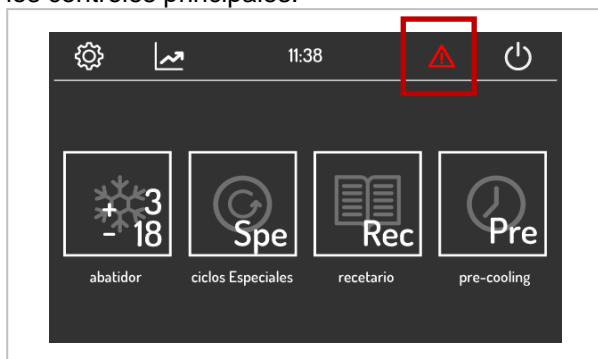 los controles principales.
11:38
+3
-18
Spe
Rec
Pre
abatidor
ciclos Especiales
recetario
pre-cooling